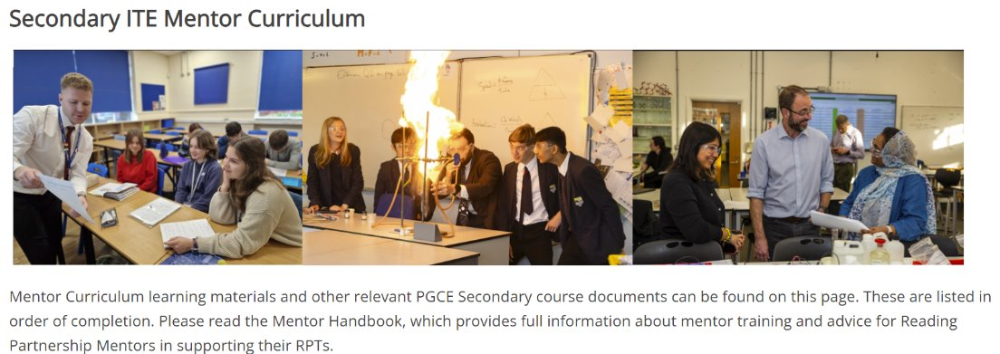 Secondary ITE Mentor Curriculum
Mentor Curriculum learning materials and other relevant PGCE Secondary course documents can be found on this page. These are listed in
order of completion. Please read the Mentor Handbook, which provides full information about mentor training and advice for Reading
Partnership Mentors in supporting their RPTs.